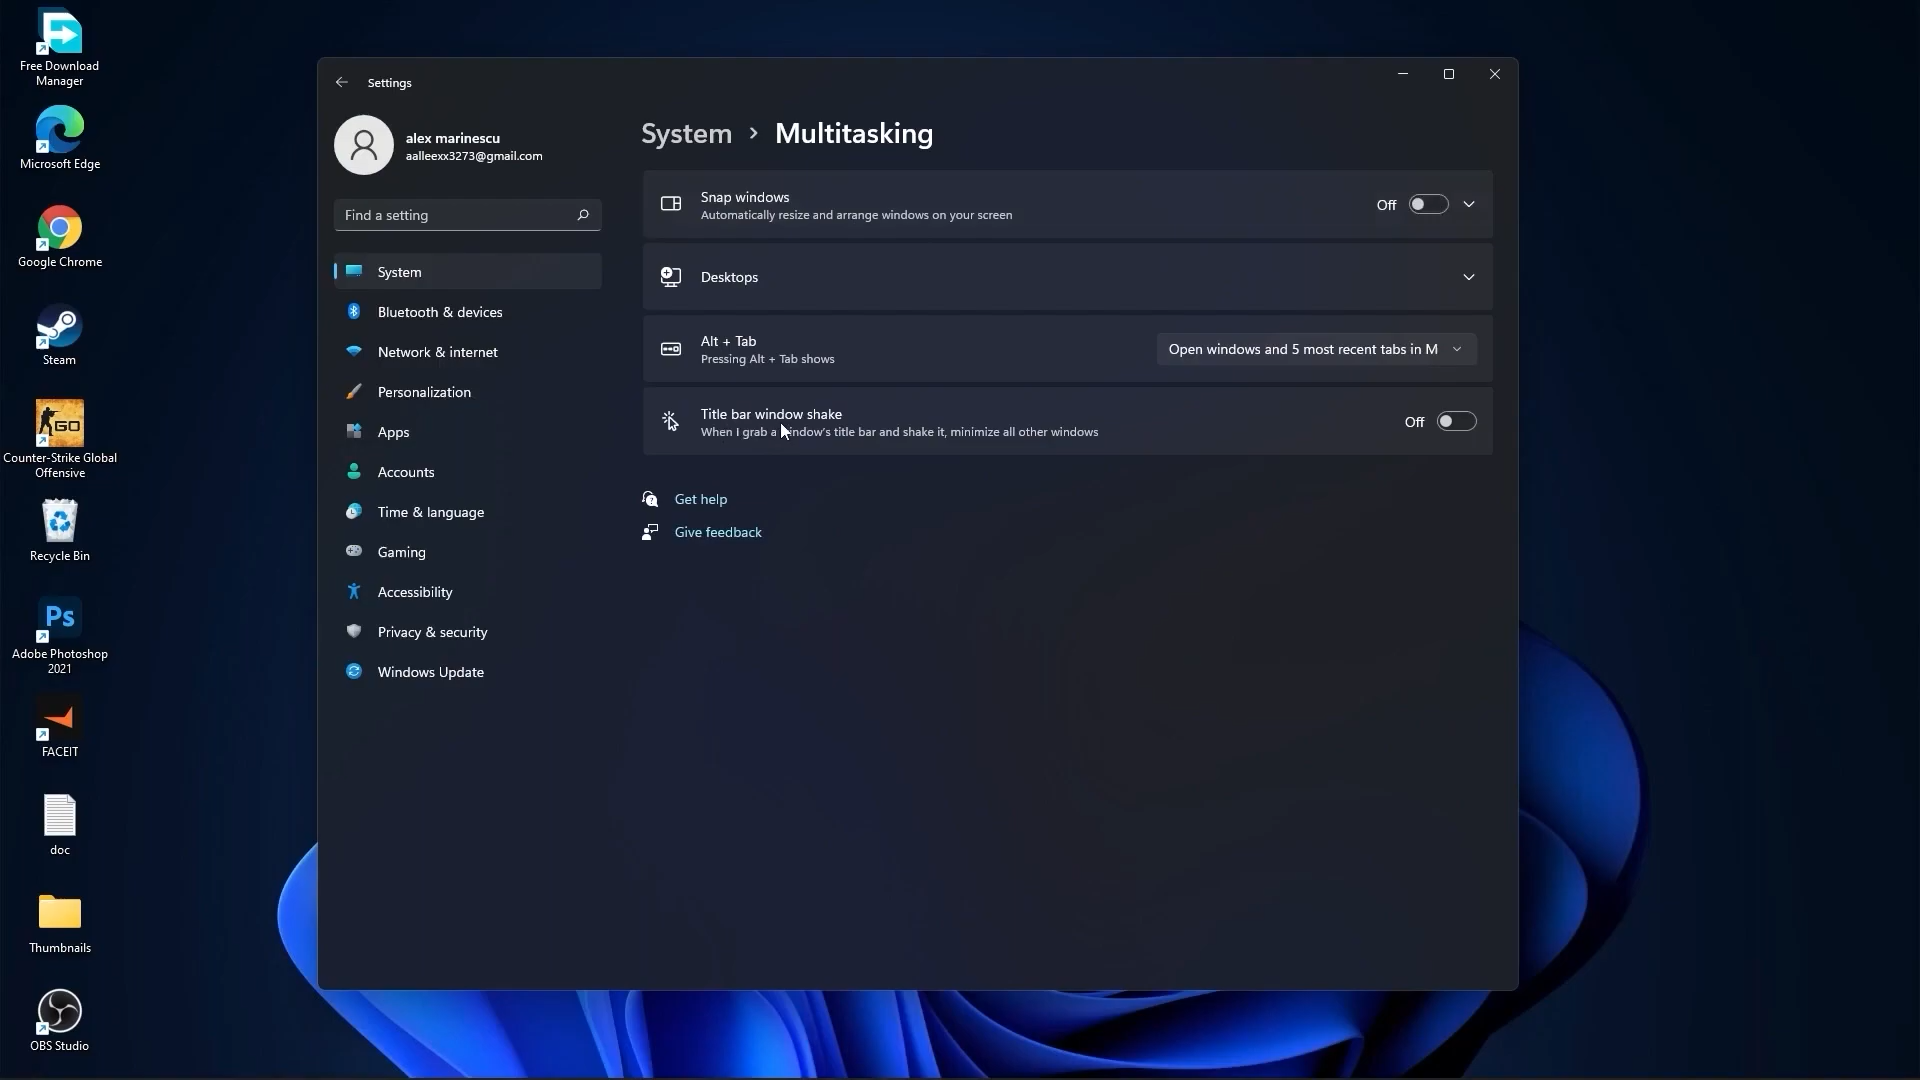 Free Download
Manager
Microsoft Edge
Google Chrome
Steam
GO
Counter-Strike Global
Offensive
Recycle Bin
Ps
Adobe Photoshop
2021
FACEIT
doc
Thumbnails
OBS Studio
Settings
alex marinescu
aalleexx3273@gmail.com
Find a setting
System
Bluetooth & devices
Network & internet
Personalization
Apps
Accounts
Time & language
Gaming
Accessibility
Privacy & security
Windows Update
System > Multitasking
Snap windows
Automatically resize and arrange windows on your screen
Off
Desktops
Alt + Tab
Pressing Alt + Tab shows
Open windows and 5 most recent tabs in M
Title bar window shake
When I grab a window's title bar and shake it, minimize all other windows
Off
Get help
Give feedback